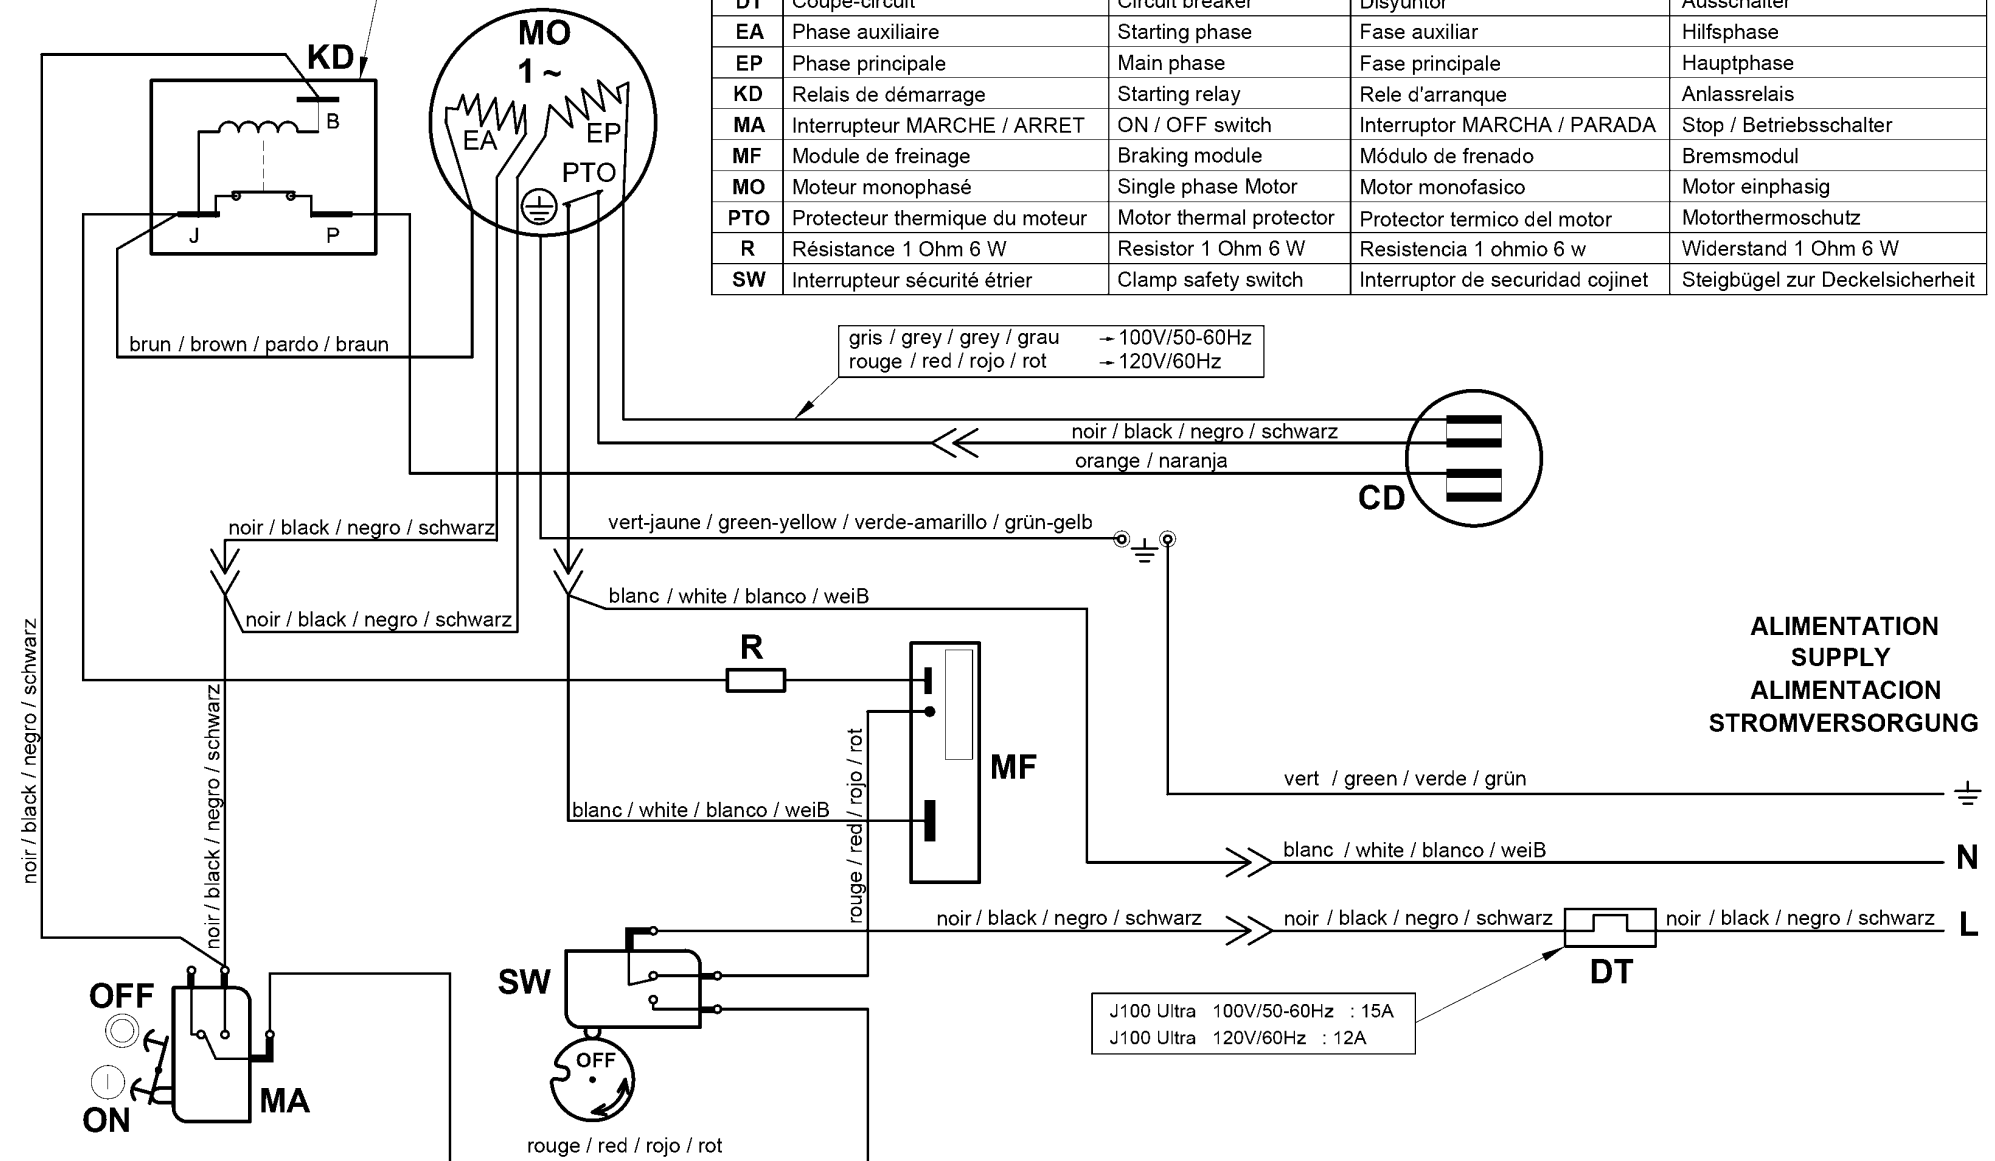 DT Coupe-circuit Circuit breaker Disyuntor Ausschalter
EA Phase auxiliaire Starting phase Fase auxiliar Hilfsphase
EP Phase principale Main phase Fase principale Hauptphase
KD Relais de démarrage Starting relay Rele d'arranque Anlassrelais
MA Interrupteur MARCHE / ARRET ON / OFF switch Interruptor MARCHA / PARADA Stop / Betriebsschalter
MF Module de freinage Braking module Módulo de frenado Bremsmodul
MO Moteur monophasé Single phase Motor Motor monofasico Motor einphasig
PTO Protecteur thermique du moteur Motor thermal protector Protector termico del motor Motorthermoschutz
R Résistance 1 Ohm 6 W Resistor 1 Ohm 6 W Resistencia 1 ohmio 6 w Widerstand 1 Ohm 6 W
SW Interrupteur sécurité étrier Clamp safety switch Interruptor de securidad cojinet Steigbügel zur Deckelsicherheit
KD
B
J
P
MO
1 ~
EA
EP
PTO
brun / brown / pardo / braun
gris / grey / grey / grau → 100V/50-60Hz
rouge / red / rojo / rot → 120V/60Hz
noir / black / negro / schwarz
orange / naranja
CD
noir / black / negro / schwarz
vert-jaune / green-yellow / verde-amarillo / grün-gelb
blanc / white / blanco / weiB
noir / black / negro / schwarz
noir / black / negro / schwarz
noir / black / negro / schwarz
R
MF
rouge / red / rojo / rot
blanc / white / blanco / weiB
ALIMENTATION
SUPPLY
ALIMENTACION
STROMVERSORGUNG
vert / green / verde / grün
blanc / white / blanco / weiB
N
noir / black / negro / schwarz
noir / black / negro / schwarz
noir / black / negro / schwarz
L
DT
SW
OFF
ON
MA
OFF
J100 Ultra 100V/50-60Hz : 15A
J100 Ultra 120V/60Hz : 12A
rouge / red / rojo / rot